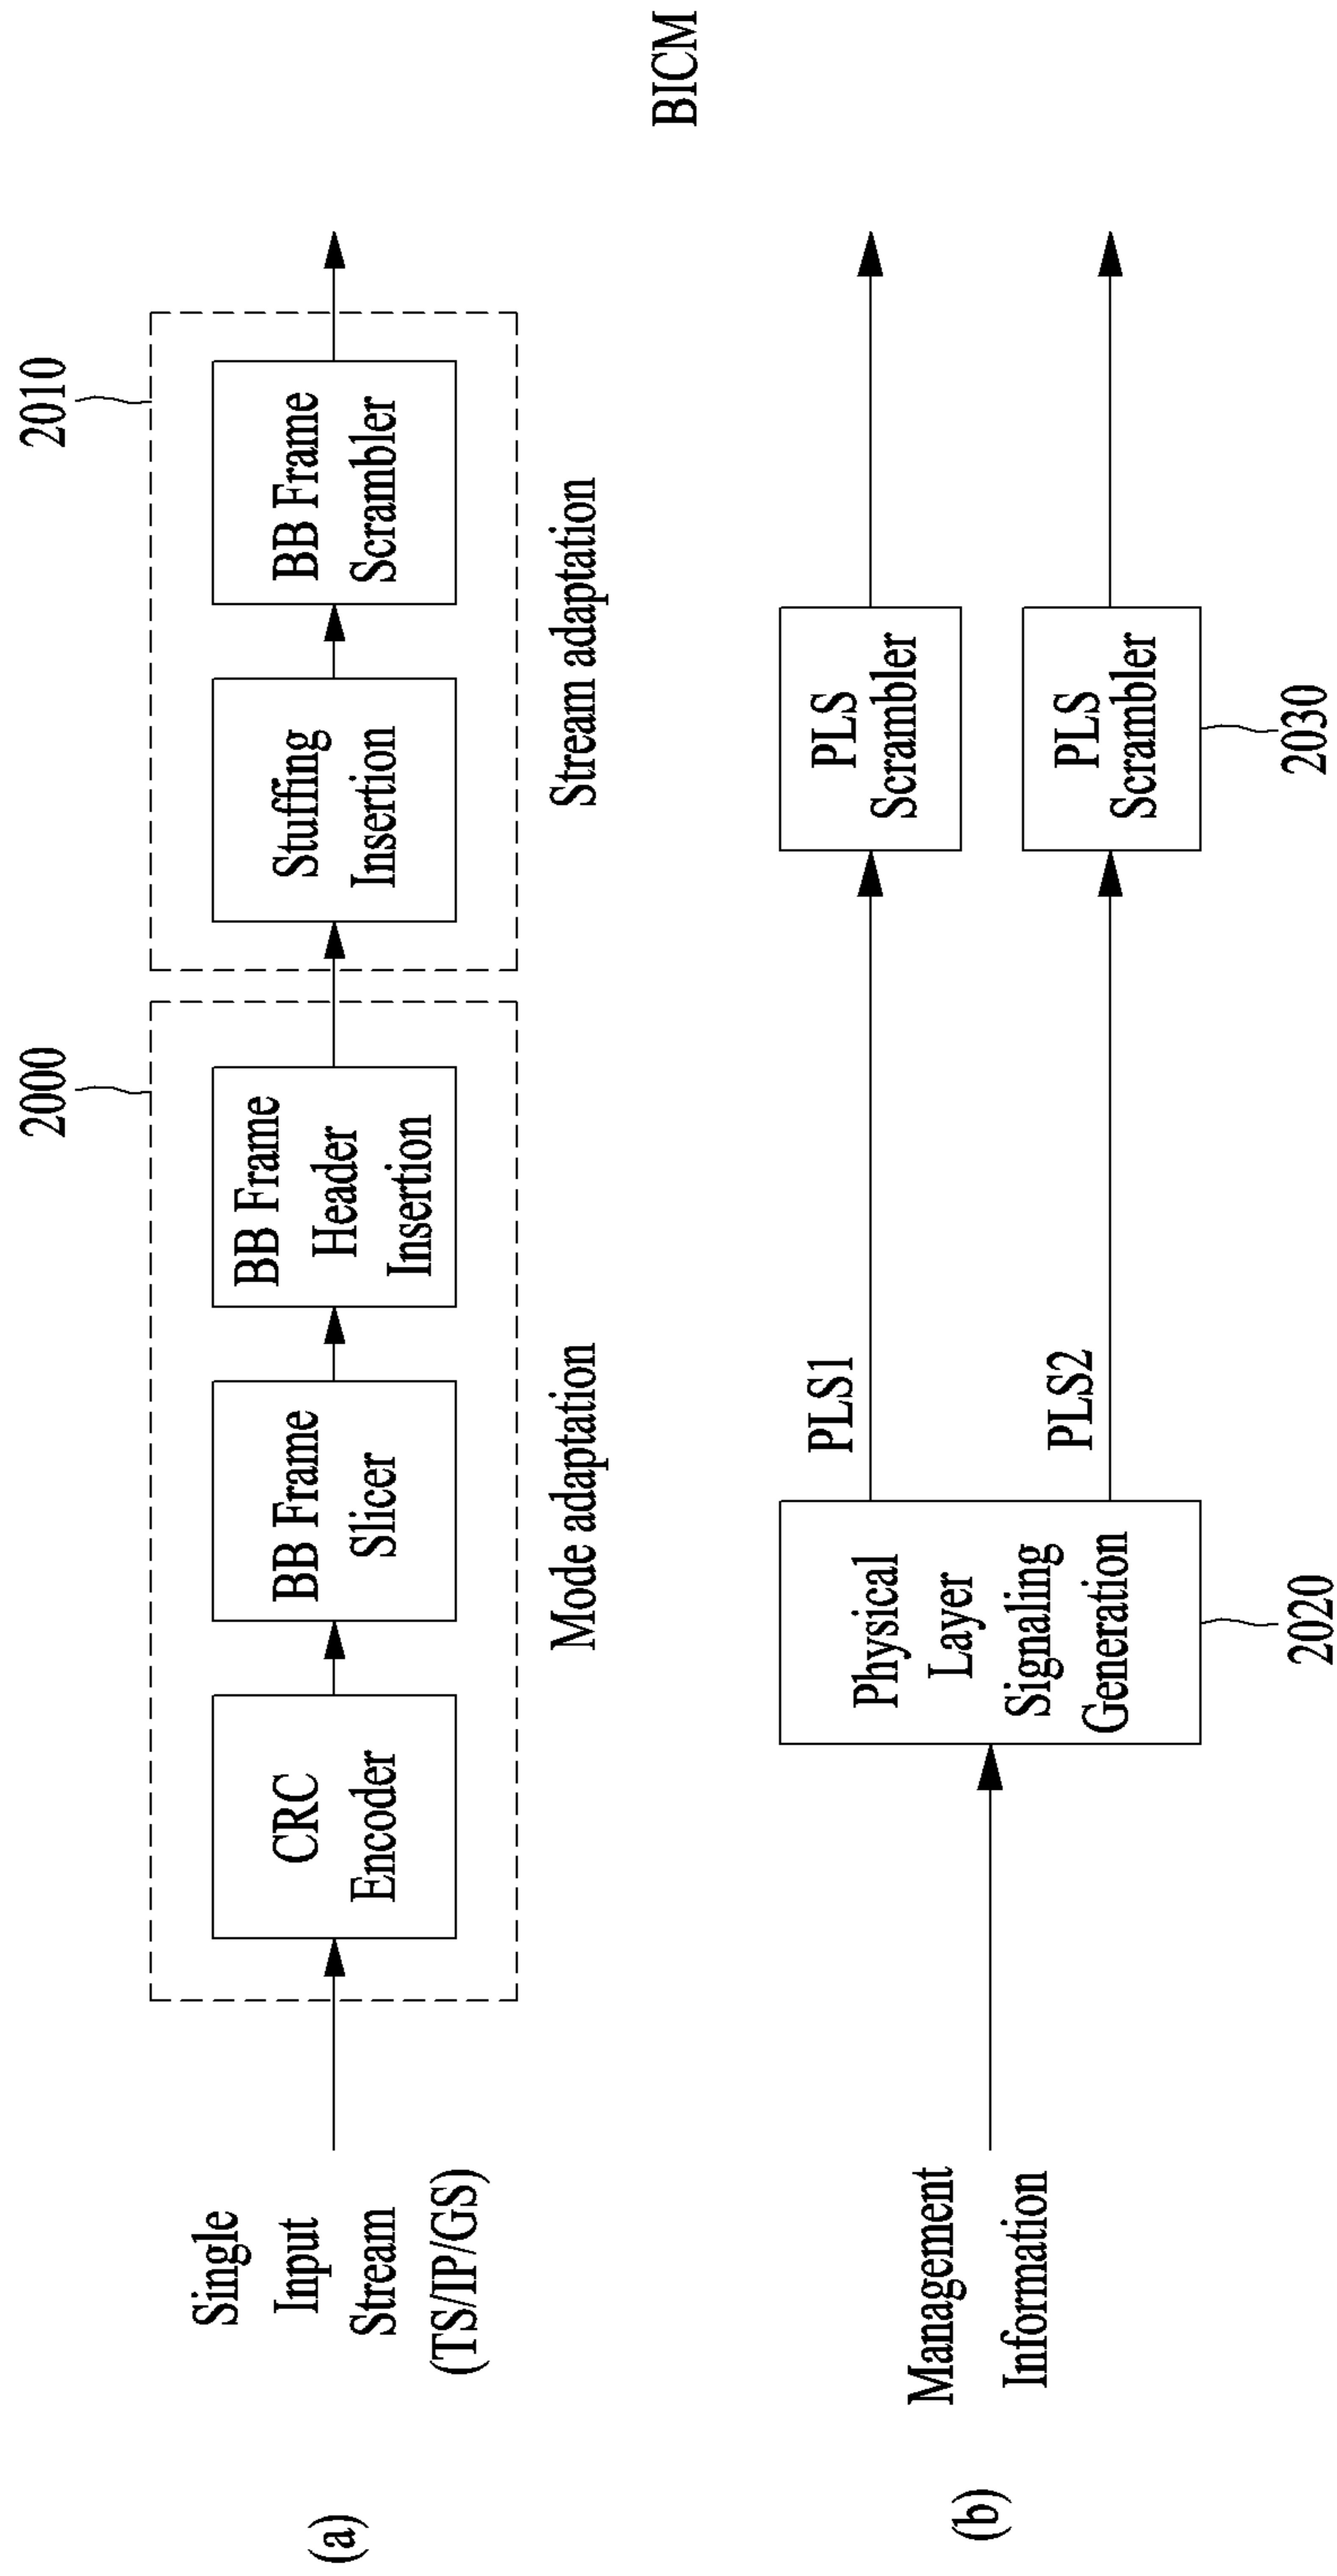 2000
2010
Single
Input
Stream
(TS/IP/GS)
CRC
Encoder
BB Frame
Slicer
BB Frame
Header
Insertion
Stuffing
Insertion
BB Frame
Scrambler
(a)
Mode adaptation
Stream adaptation
BICM
Management
Information
Physical
Layer
Signaling
Generation
PLS1
PLS
Scrambler
PLS2
PLS
Scrambler
(b)
2020
2030